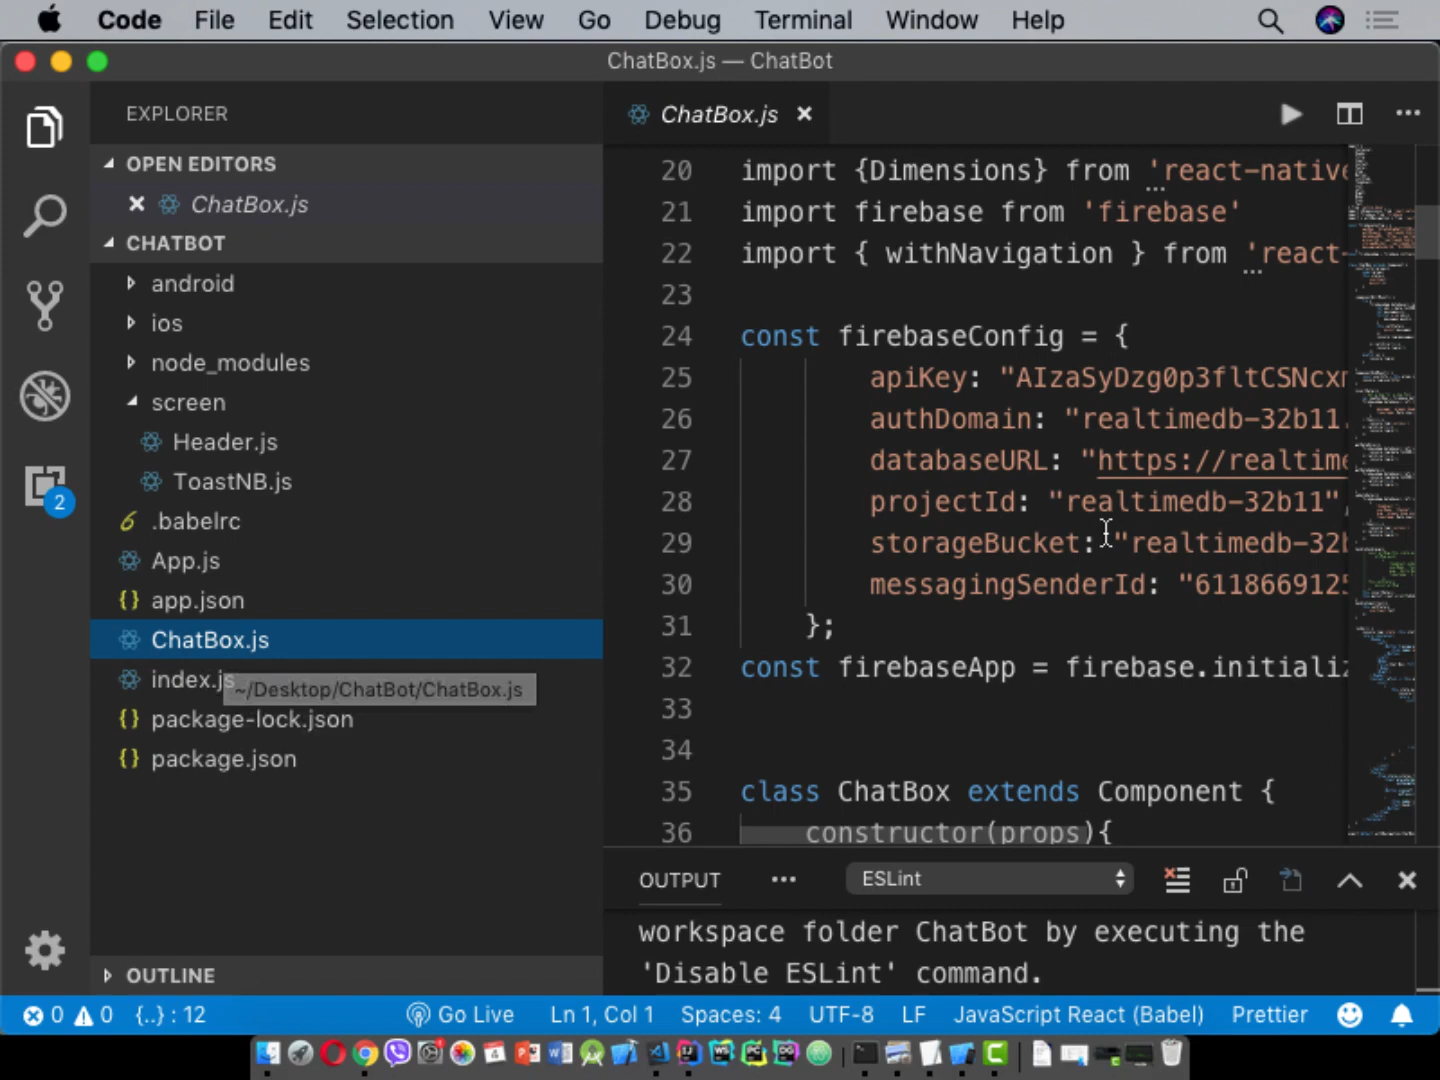 Code File Edit Selection View Go Debug Terminal Window Help
ChatBox.js — ChatBot
EXPLORER
OPEN EDITORS
ChatBox.js
CHATBOT
android
ios
node_modules
screen
Header.js
ToastNB.js
.babelrc
App.js
{} app.json
ChatBox.js
index.js
~/Desktop/ChatBot/ChatBox.js
{} package-lock.json
{} package.json
OUTLINE
2
ChatBox.js
20 import {Dimensions} from 'react-native
21 import firebase from 'firebase'
22 import { withNavigation } from 'react-
23
24 const firebaseConfig = {
25 apiKey: "AIzaSyDzg0p3fltCSNcx
26 authDomain: "realtimedb-32b11.
27 databaseURL: "https://realtime
28 projectId: "realtimedb-32b11",
29 storageBucket: "realtimedb-32b
30 messagingSenderId: "6118669125
31 };
32 const firebaseApp = firebase.initializ
33
34
35 class ChatBox extends Component {
36 constructor(props){
OUTPUT
ESLint
workspace folder ChatBot by executing the
'Disable ESLint' command.
0 0 {..} : 12 Go Live Ln 1, Col 1 Spaces: 4 UTF-8 LF JavaScript React (Babel) Prettier